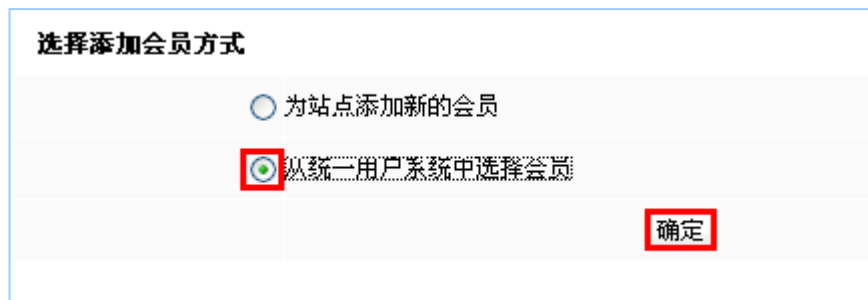 选择添加会员方式
为站点添加新的会员
从统一用户系统中选择会员
确定